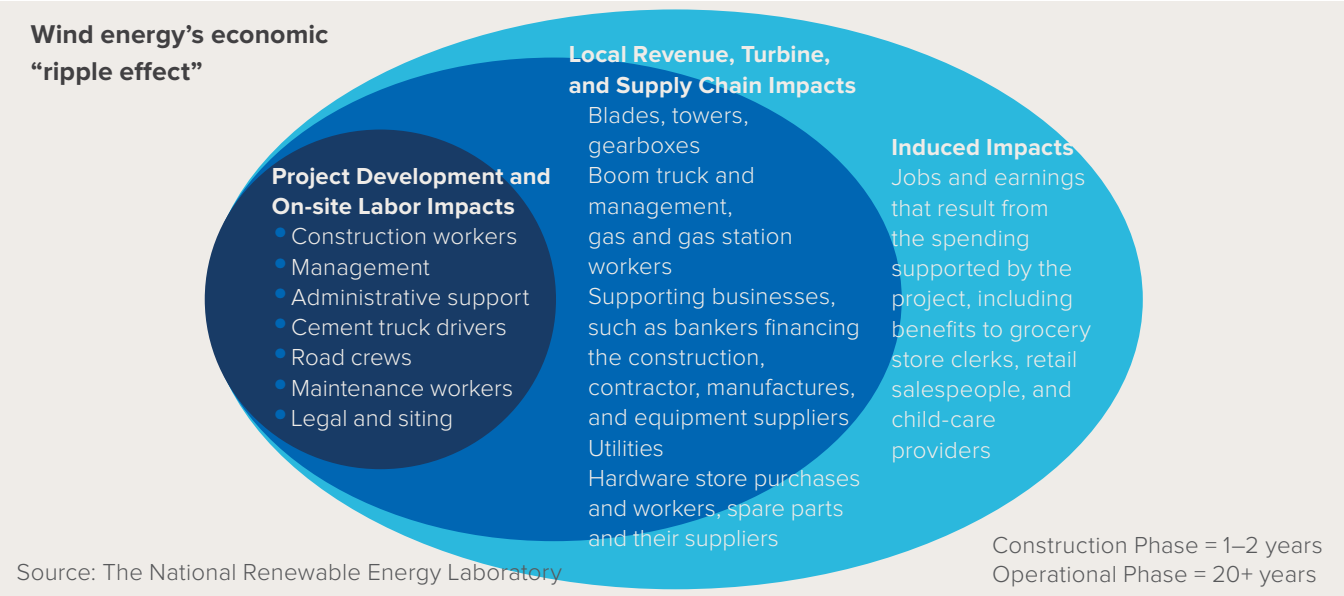 Wind energy’s economic
“ripple effect”
Project Development and
On-site Labor Impacts
Construction workers
Management
Administrative support
Cement truck drivers
Road crews
Maintenance workers
Legal and siting
Local Revenue, Turbine,
and Supply Chain Impacts
Blades, towers,
gearboxes
Boom truck and
management,
gas and gas station
workers
Supporting businesses,
such as bankers financing
the construction,
contractor, manufactures,
and equipment suppliers
Utilities
Hardware store purchases
and workers, spare parts
and their suppliers
Induced Impacts
Jobs and earnings
that result from
the spending
supported by the
project, including
benefits to grocery
store clerks, retail
salespeople, and
child-care
providers
Source: The National Renewable Energy Laboratory
Construction Phase = 1–2 years
Operational Phase = 20+ years